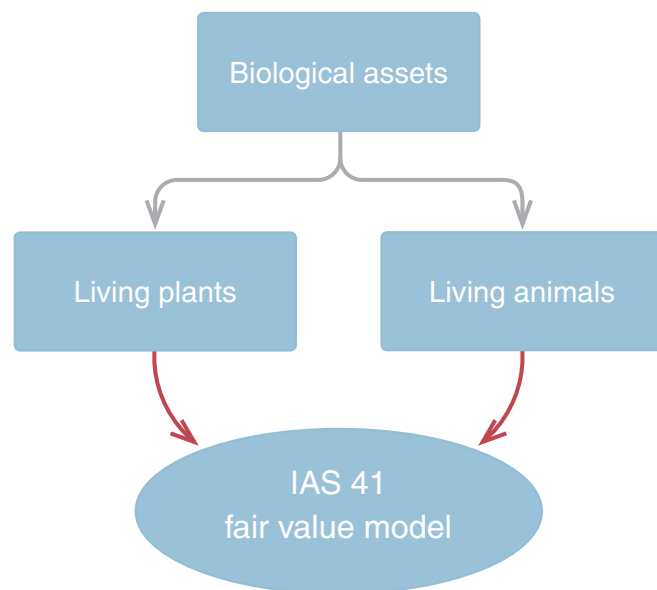 Biological assets
Living plants
Living animals
IAS 41
fair value model